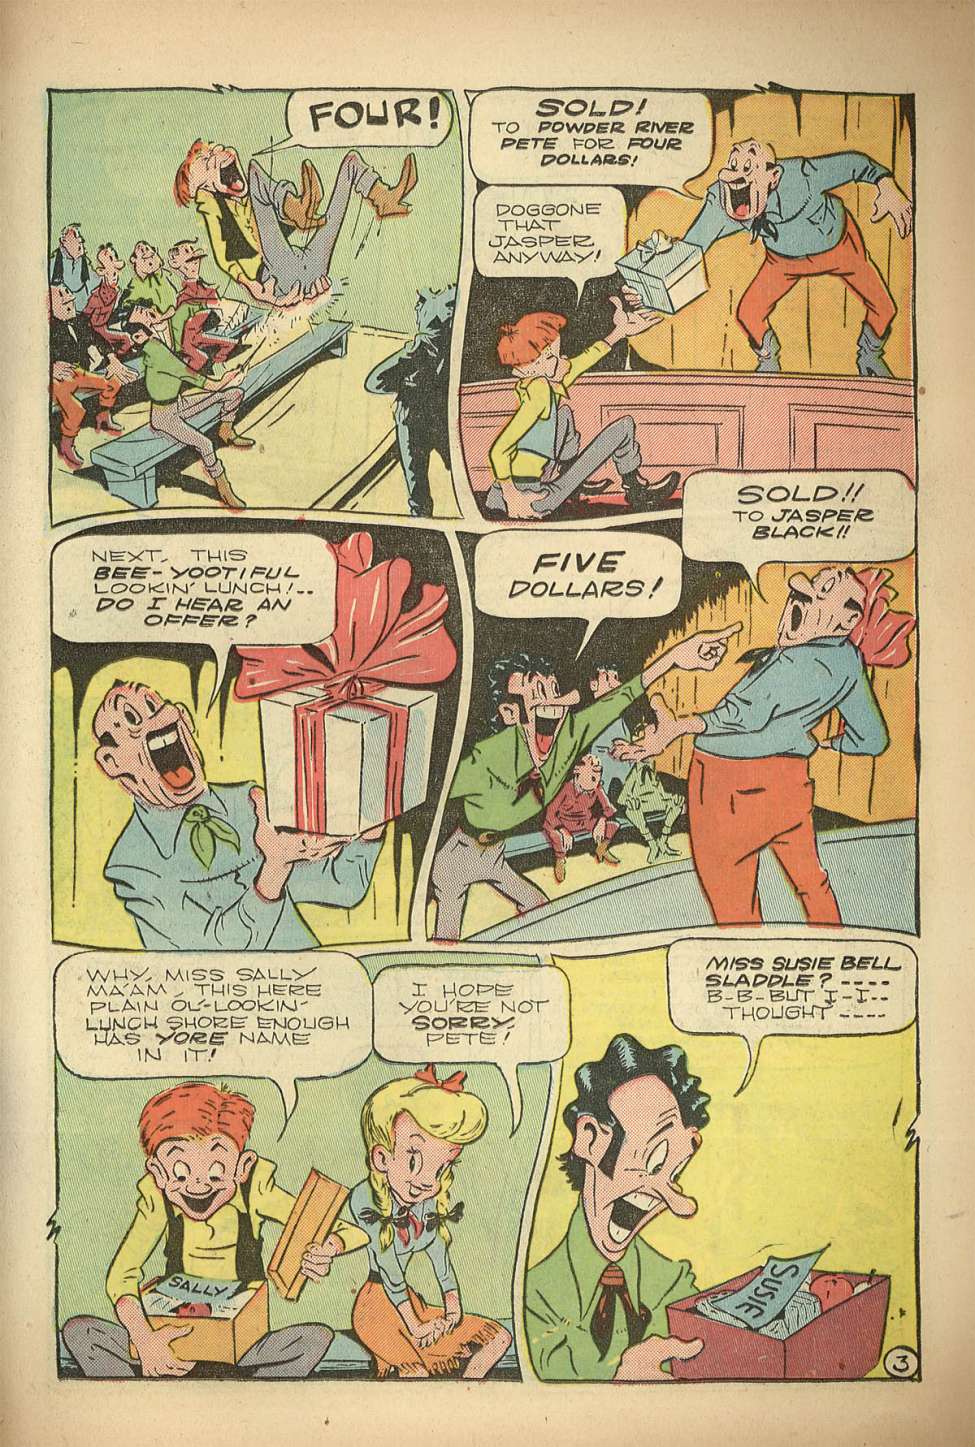 FOUR!
SOLD!
TO POWDER RIVER
PETE FOR FOUR
DOLLARS!
DOGGONE
THAT
JASPER,
ANYWAY!
NEXT, THIS
BEE-YOOTIFUL
LOOKIN' LUNCH!--
DO I HEAR AN
OFFER?
FIVE
DOLLARS!
SOLD!!
TO JASPER
BLACK!!
WHY, MISS SALLY
MA'AM, THIS HERE
PLAIN OL'-LOOKIN'
LUNCH SHORE ENOUGH
HAS YORE NAME
IN IT!
SALLY
I HOPE
YOU'RE NOT
SORRY,
PETE!
MISS SUSIE BELL
SLADDLE?----
B-B-BUT I-I--
THOUGHT----
SUSIE
3